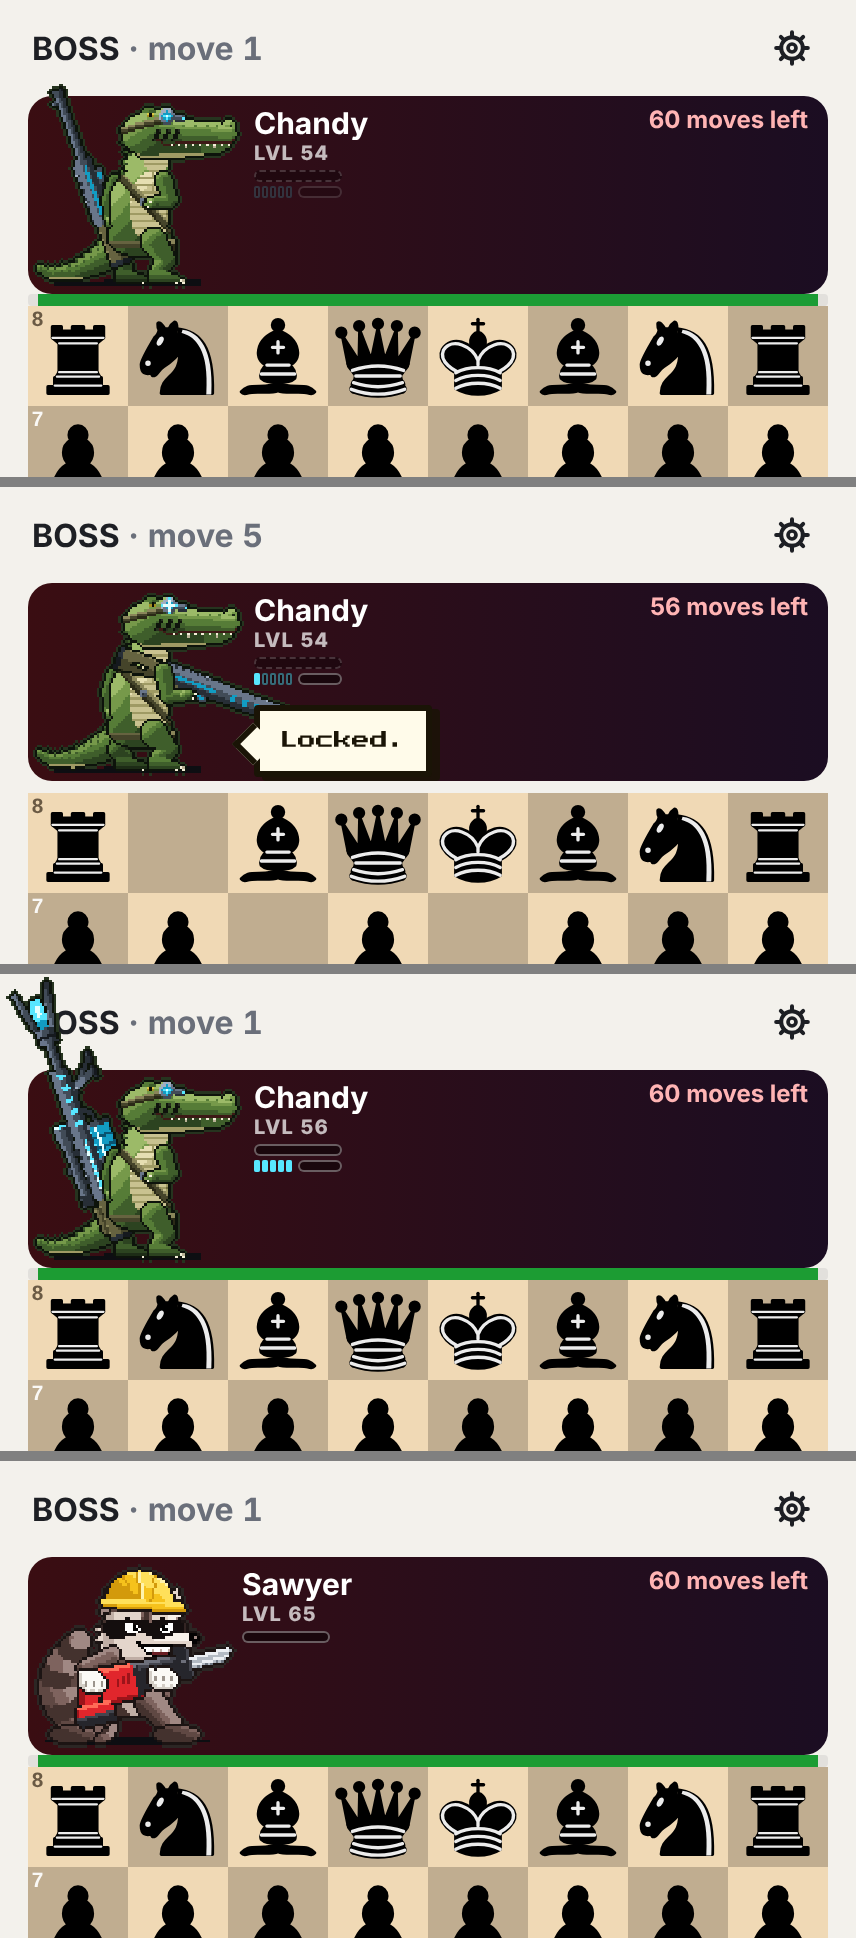 BOSS · move 1
Chandy
60 moves left
LVL 54
8
7
BOSS · move 5
Chandy
56 moves left
LVL 54
Locked.
8
7
OSS · move 1
Chandy
60 moves left
LVL 56
8
7
BOSS · move 1
Sawyer
60 moves left
LVL 65
8
7